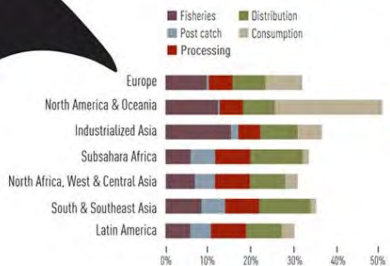 Fisheries Distribution
Post catch Consumption
Processing
Europe
North America & Oceania
Industrialized Asia
Subsahara Africa
North Africa, West & Central Asia
South & Southeast Asia
Latin America
0% 10% 20% 30% 40% 50%